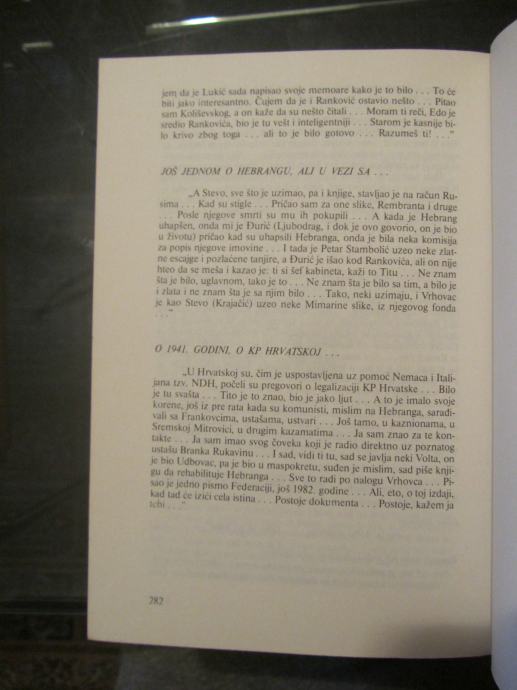 jem da je Lukić sada napisao svoje memoare kako je to bilo . . . To će
biti jako interesantno. Čujem da je i Ranković ostavio nešto . . . Pitao
sam Koliševskog, a on kaže da su nešto čitali . . . Moram ti reći, Edo je
sredio Rankovića, bio je tu vešt i inteligentniji . . . Starom je kasnije bi-
lo krivo zbog toga . . . ali to je bilo gotovo . . . Razumeš ti! . . ."
JOŠ JEDNOM O HEBRANGU, ALI U VEZI SA . . .
„A Stevo, sve što je uzimao, pa i knjige, stavljao je na račun Ru-
sima . . . Kad su stigle . . . Pričao sam za one slike, Rembranta i druge
. . . Posle njegove smrti su mu ih pokupili . . . A kada je Hebrang
uhapšen, onda mi je Đurić (Ljubodrag, i dok je ovo govorio, on je bio
u životu) pričao kad su uhapsili Hebranga, onda je bila neka komisija
za popis njegove imovine . . . I tada je Petar Stambolić uzeo neke zlat-
ne escajge i pozlaćene tanjire, a Đurić je išao kod Rankovića, ali on nije
hteo da se meša i kazao je: ti si šef kabineta, kaži to Titu . . . Ne znam
šta je bilo, uglavnom, tako je to . . . Ne znam šta je bilo sa tim, a bilo je
i zlata i ne znam šta je sa njim bilo . . . Tako, neki uzimaju, i Vrhovac
je kao Stevo (Krajačić) uzeo neke Mimarine slike, iz njegovog fonda
. . ."
O 1941. GODINI, O KP HRVATSKOJ . . .
„U Hrvatskoj su, čim je uspostavljena uz pomoć Nemaca i Itali-
jana tzv. NDH, počeli su pregovori o legalizaciji KP Hrvatske . . . Bilo
je tu svašta . . . Tito je to znao, bio je jako ljut . . . A to je imalo svoje
korene, još iz pre rata kada su komunisti, mislim na Hebranga, sarađi-
vali sa Frankovcima, ustašama, ustvari . . . Još tamo, u kaznionama, u
Sremskoj Mitrovici, u drugim kazamatima . . . Ja sam znao za te kon-
takte . . . Ja sam imao svog čoveka koji je radio direktno uz poznatog
ustašu Branka Rukavinu . . . I sad, vidi ti tu, sad se javlja neki Volta, on
je bio Udbovac, pa je bio u maspokretu, suđen je mislim, sad piše knji-
gu da rehabilituje Hebranga . . . Sve to radi po nalogu Vrhovca . . . Pi-
sao je jedno pismo Federaciji, još 1982. godine . . . Ali, eto, o toj izdaji,
kad tad će izići cela istina . . . Postoje dokumenta . . . Postoje, kažem ja
tebi . . ."
282